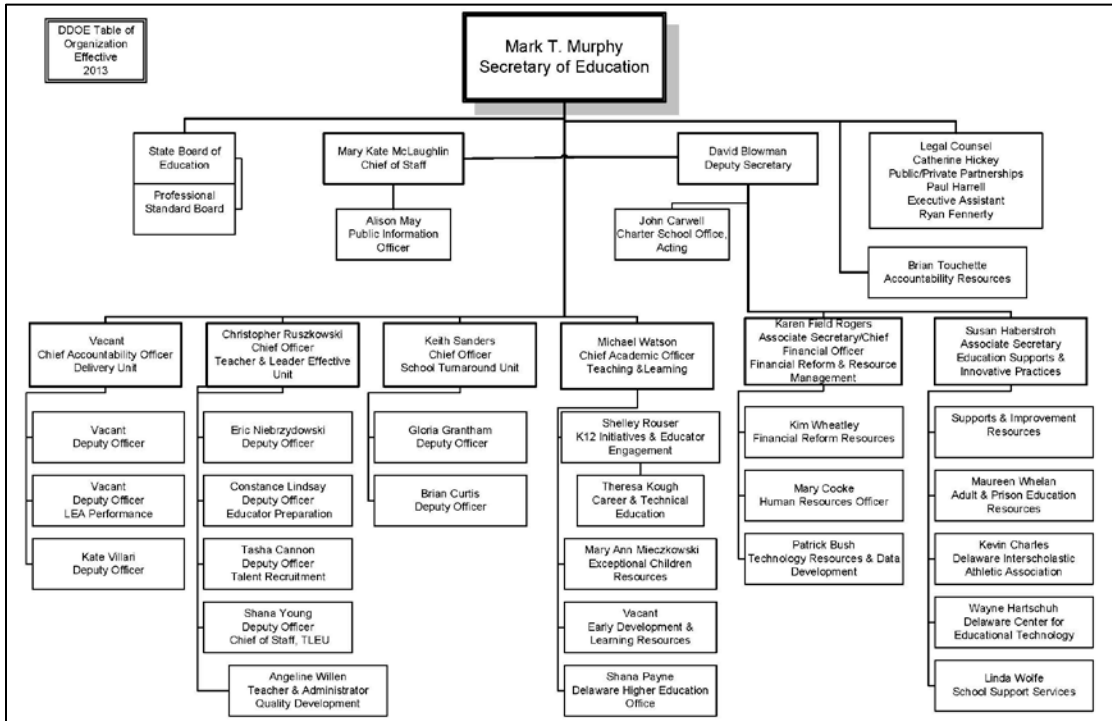 DDOE Table of
Organization
Effective
2013
Mark T. Murphy
Secretary of Education
State Board of
Education
Professional
Standard Board
Mary Kate McLaughlin
Chief of Staff
Alison May
Public Information
Officer
David Blowman
Deputy Secretary
John Carwell
Charter School Office,
Acting
Legal Counsel
Catherine Hickey
Public/Private Partnerships
Paul Harrell
Executive Assistant
Ryan Fennerty
Brian Touchette
Accountability Resources
Vacant
Chief Accountability Officer
Delivery Unit
Vacant
Deputy Officer
Vacant
Deputy Officer
LEA Performance
Kate Villari
Deputy Officer
Christopher Ruszkowski
Chief Officer
Teacher & Leader Effective
Unit
Eric Niebrzydowski
Deputy Officer
Constance Lindsay
Deputy Officer
Educator Preparation
Tasha Cannon
Deputy Officer
Talent Recruitment
Shana Young
Deputy Officer
Chief of Staff, TLEU
Angeline Willen
Teacher & Administrator
Quality Development
Keith Sanders
Chief Officer
School Turnaround Unit
Gloria Grantham
Deputy Officer
Brian Curtis
Deputy Officer
Michael Watson
Chief Academic Officer
Teaching &Learning
Shelley Rouser
K12 Initiatives & Educator
Engagement
Theresa Kough
Career & Technical
Education
Mary Ann Mieczkowski
Exceptional Children
Resources
Vacant
Early Development &
Learning Resources
Shana Payne
Delaware Higher Education
Office
Karen Field Rogers
Associate Secretary/Chief
Financial Officer
Financial Reform & Resource
Management
Kim Wheatley
Financial Reform Resources
Mary Cooke
Human Resources Officer
Patrick Bush
Technology Resources & Data
Development
Susan Haberstroh
Associate Secretary
Education Supports &
Innovative Practices
Supports & Improvement
Resources
Maureen Whelan
Adult & Prison Education
Resources
Kevin Charles
Delaware Interscholastic
Athletic Association
Wayne Hartschuh
Delaware Center for
Educational Technology
Linda Wolfe
School Support Services